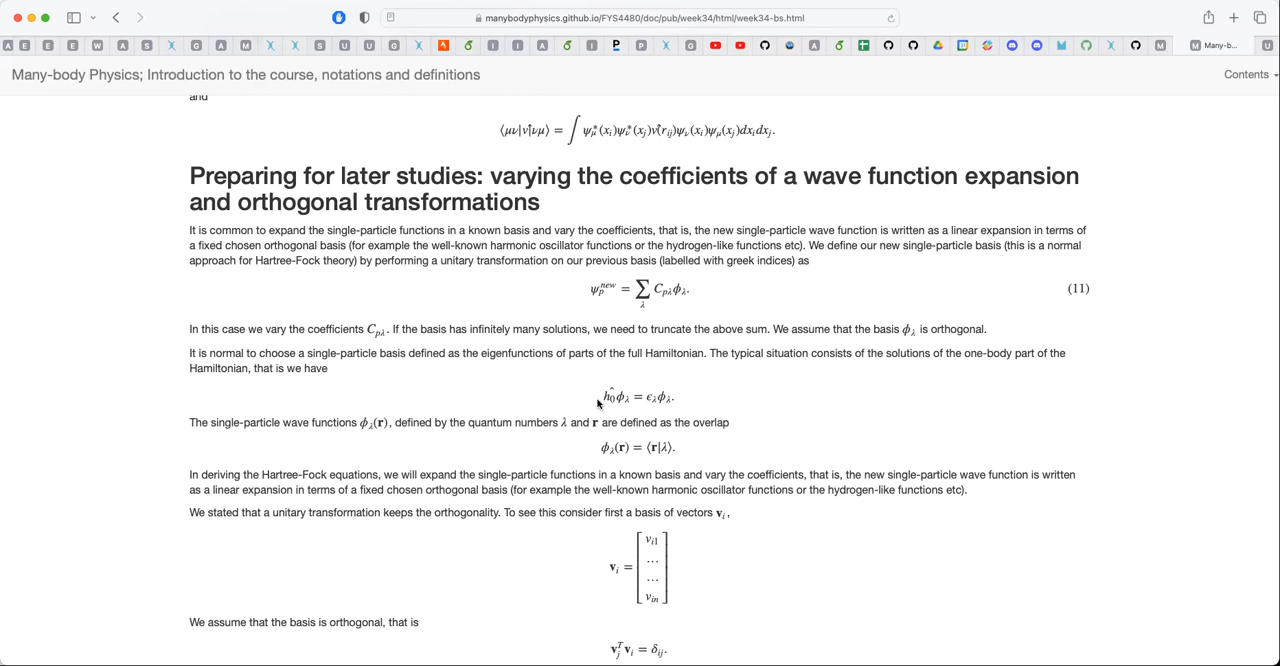 manybodyphysics.github.io/FYS4480/doc/pub/week34/html/week34-bs.html
A E E E W A S X G A M X X S U U G X I I A I P P X G A X M M Many-b... U
Many-body Physics; Introduction to the course, notations and definitions
Contents
and
⟨μν|v̂|νμ⟩ = ∫ ψ*_μ(x_i)ψ*_ν(x_j)v̂(r_ij)ψ_ν(x_i)ψ_μ(x_j)dx_idx_j.
Preparing for later studies: varying the coefficients of a wave function expansion
and orthogonal transformations
It is common to expand the single-particle functions in a known basis and vary the coefficients, that is, the new single-particle wave function is written as a linear expansion in terms of
a fixed chosen orthogonal basis (for example the well-known harmonic oscillator functions or the hydrogen-like functions etc). We define our new single-particle basis (this is a normal
approach for Hartree-Fock theory) by performing a unitary transformation on our previous basis (labelled with greek indices) as
ψ_p^{new} = ∑_λ C_{pλ}ϕ_λ. (11)
In this case we vary the coefficients C_{pλ}. If the basis has infinitely many solutions, we need to truncate the above sum. We assume that the basis ϕ_λ is orthogonal.
It is normal to choose a single-particle basis defined as the eigenfunctions of parts of the full Hamiltonian. The typical situation consists of the solutions of the one-body part of the
Hamiltonian, that is we have
ĥ_0ϕ_λ = ϵ_λϕ_λ.
The single-particle wave functions ϕ_λ(r), defined by the quantum numbers λ and r are defined as the overlap
ϕ_λ(r) = ⟨r|λ⟩.
In deriving the Hartree-Fock equations, we will expand the single-particle functions in a known basis and vary the coefficients, that is, the new single-particle wave function is written
as a linear expansion in terms of a fixed chosen orthogonal basis (for example the well-known harmonic oscillator functions or the hydrogen-like functions etc).
We stated that a unitary transformation keeps the orthogonality. To see this consider first a basis of vectors v_i,
v_{i1}
...
v_i =
...
v_{in}
We assume that the basis is orthogonal, that is
v_j^T v_i = δ_{ij}.